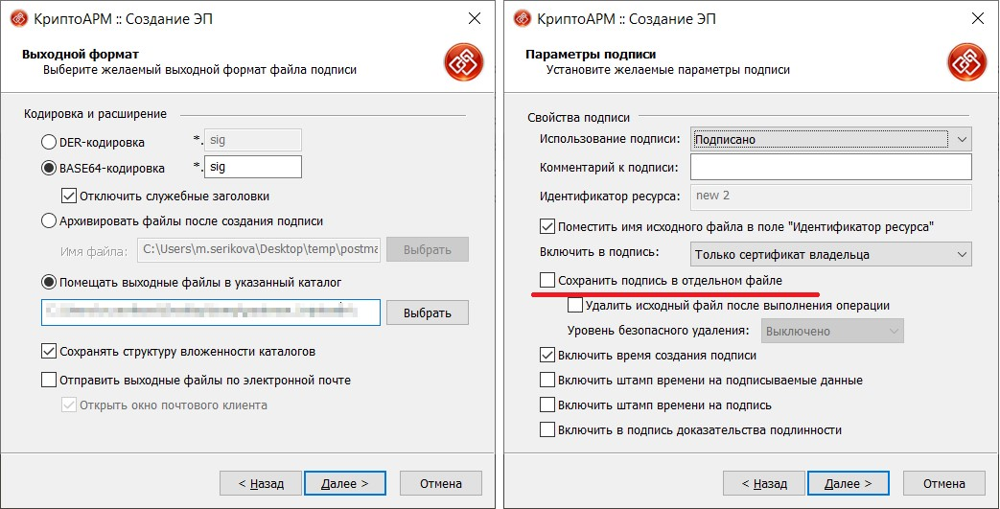 КриптоАРМ :: Создание ЭП
Выходной формат
Выберите желаемый выходной формат файла подписи
Кодировка и расширение
DER-кодировка *. sig
BASE64-кодировка *. sig
Отключить служебные заголовки
Архивировать файлы после создания подписи
Имя файла: C:\Users\m.serikova\Desktop\temp\postma Выбрать
Помещать выходные файлы в указанный каталог
Выбрать
Сохранять структуру вложенности каталогов
Отправить выходные файлы по электронной почте
Открыть окно почтового клиента
< Назад Далее > Отмена
КриптоАРМ :: Создание ЭП
Параметры подписи
Установите желаемые параметры подписи
Свойства подписи
Использование подписи: Подписано
Комментарий к подписи:
Идентификатор ресурса: new 2
Поместить имя исходного файла в поле "Идентификатор ресурса"
Включить в подпись: Только сертификат владельца
Сохранить подпись в отдельном файле
Удалить исходный файл после выполнения операции
Уровень безопасного удаления: Выключено
Включить время создания подписи
Включить штамп времени на подписываемые данные
Включить штамп времени на подпись
Включить в подпись доказательства подлинности
< Назад Далее > Отмена